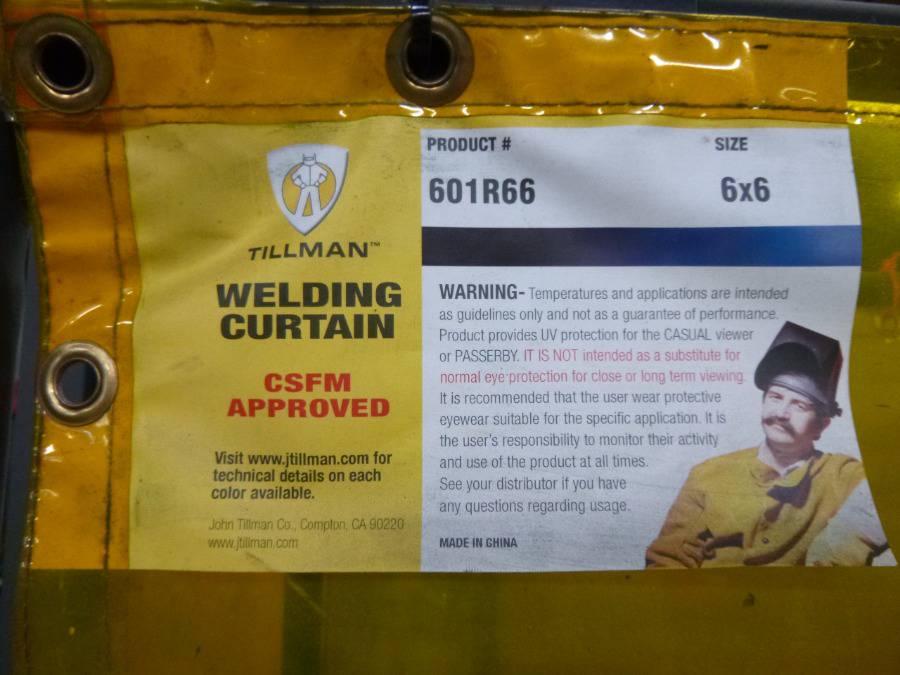 TILLMAN™
WELDING
CURTAIN
CSFM
APPROVED
Visit www.jtillman.com for
technical details on each
color available.
John Tillman Co., Compton, CA 90220
www.jtillman.com
PRODUCT #
SIZE
601R66
6x6
WARNING- Temperatures and applications are intended
as guidelines only and not as a guarantee of performance.
Product provides UV protection for the CASUAL viewer
or PASSERBY. IT IS NOT intended as a substitute for
normal eye protection for close or long term viewing.
It is recommended that the user wear protective
eyewear suitable for the specific application. It is
the user's responsibility to monitor their activity
and use of the product at all times.
See your distributor if you have
any questions regarding usage.
MADE IN CHINA